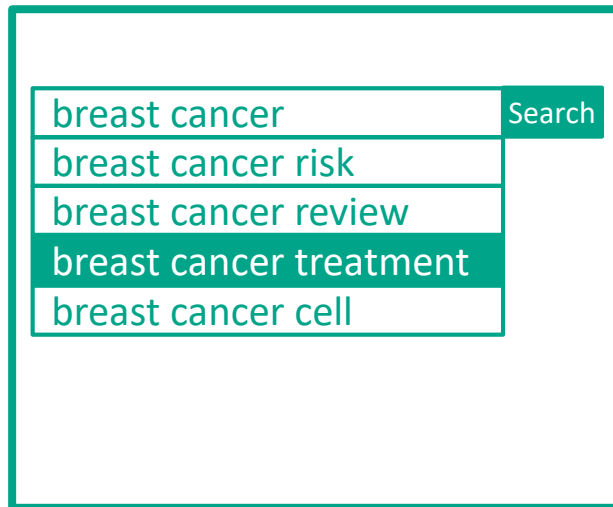 breast cancer
Search
breast cancer risk
breast cancer review
breast cancer treatment
breast cancer cell